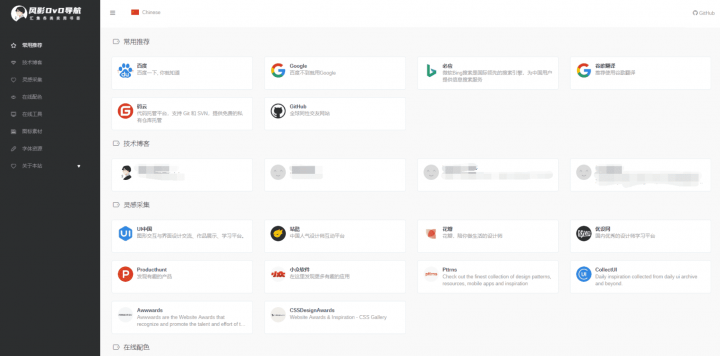 风影OvO导航
汇集高效自由导航
常用推荐
技术博客
灵感采集
在线配色
在线工具
图标素材
字体资源
关于本站
Chinese
GitHub
常用推荐
百度
百度一下, 你就知道
Google
百度不到就用Google
必应
微软Bing搜索是国际领先的搜索引擎，为中国用户
提供信息搜索服务
谷歌翻译
推荐使用谷歌翻译
码云
代码托管平台，支持 Git 和 SVN，提供免费的私
有仓库托管
GitHub
全球同性交友网站
技术博客
灵感采集
UI中国
图形交互与界面设计交流、作品展示、学习平台。
站酷
中国人气设计师互动平台
花瓣
花瓣, 陪你做生活的设计师
优设网
国内优秀的设计师学习平台
Producthunt
发现有趣的产品
小众软件
在这里发现更多有趣的应用
Pttrns
Check out the finest collection of design patterns,
resources, mobile apps and inspiration
CollectUI
Daily inspiration collected from daily ui archive
and beyond
Awwwards
Awwwards are the Website Awards that
recognize and promote the talent and effort of t...
CSSDesignAwards
Website Awards & Inspiration - CSS Gallery
在线配色